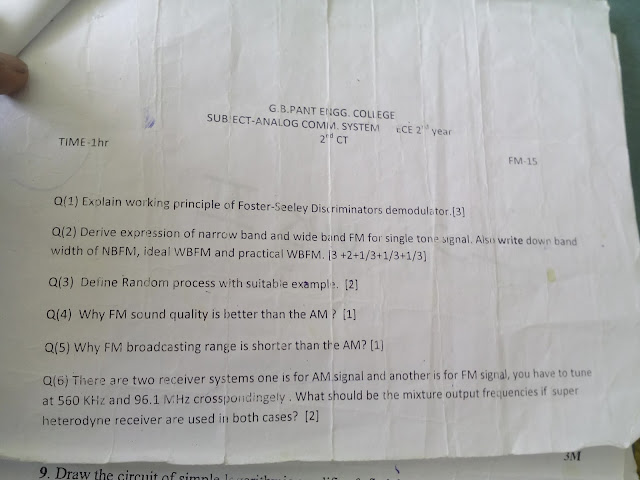 G.B.PANT ENGG. COLLEGE
SUBJECT-ANALOG COMM. SYSTEM ECE 2nd year
2nd CT
TIME-1hr
FM-15
Q(1) Explain working principle of Foster-Seeley Discriminators demodulator.[3]
Q(2) Derive expression of narrow band and wide band FM for single tone signal. Also write down band
width of NBFM, ideal WBFM and practical WBFM. [3 +2+1/3+1/3+1/3]
Q(3) Define Random process with suitable example. [2]
Q(4) Why FM sound quality is better than the AM ? [1]
Q(5) Why FM broadcasting range is shorter than the AM? [1]
Q(6) There are two receiver systems one is for AM signal and another is for FM signal, you have to tune
at 560 KHz and 96.1 MHz crosspondingely . What should be the mixture output frequencies if super
heterodyne receiver are used in both cases? [2]
3M
9. Draw the circuit of simple